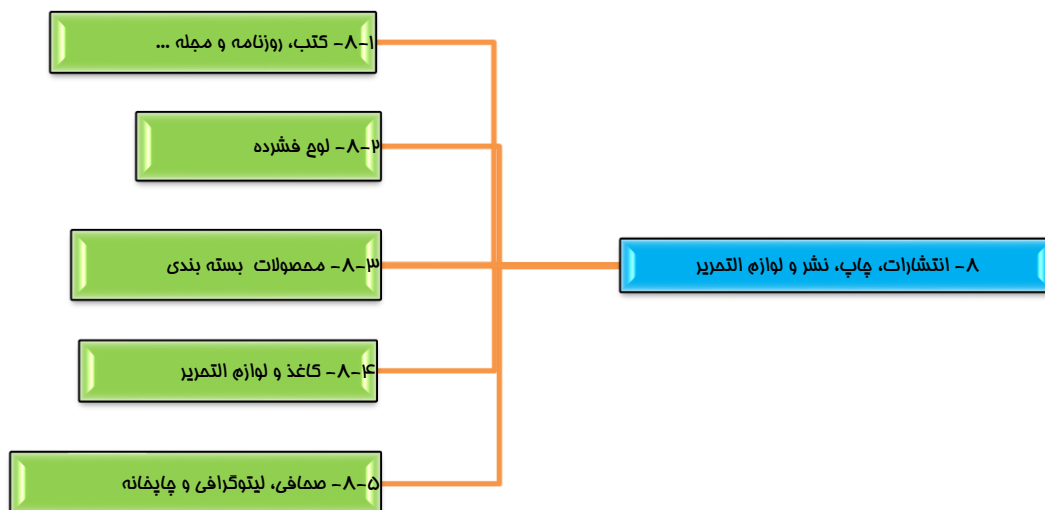 ۸- انتشارات، چاپ، نشر و لوازم التحریر
۸-۱- کتب، روزنامه و مجله ...
۸-۲- لوح فشرده
۸-۳- محصولات بسته بندی
۸-۴- کاغذ و لوازم التحریر
۸-۵- صحافی، لیتوگرافی و چاپخانه